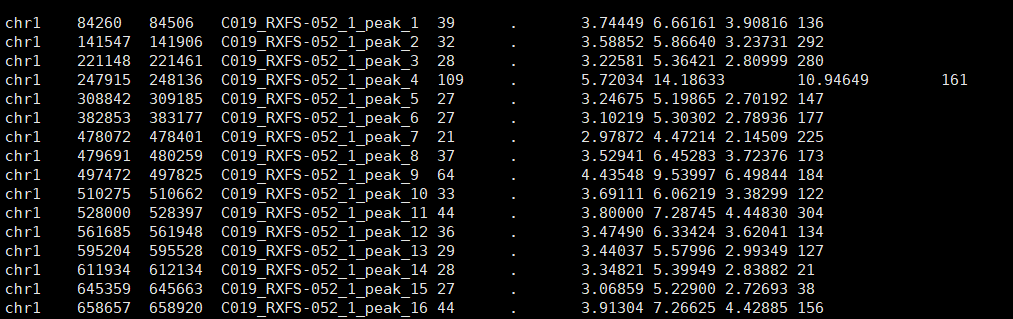 chr1 84260 84506 C019_RXFS-052_1_peak_1 39 . 3.74449 6.66161 3.90816 136
chr1 141547 141906 C019_RXFS-052_1_peak_2 32 . 3.58852 5.86640 3.23731 292
chr1 221148 221461 C019_RXFS-052_1_peak_3 28 . 3.22581 5.36421 2.80999 280
chr1 247915 248136 C019_RXFS-052_1_peak_4 109 . 5.72034 14.18633 10.94649 161
chr1 308842 309185 C019_RXFS-052_1_peak_5 27 . 3.24675 5.19865 2.70192 147
chr1 382853 383177 C019_RXFS-052_1_peak_6 27 . 3.10219 5.30302 2.78936 177
chr1 478072 478401 C019_RXFS-052_1_peak_7 21 . 2.97872 4.47214 2.14509 225
chr1 479691 480259 C019_RXFS-052_1_peak_8 37 . 3.52941 6.45283 3.72376 173
chr1 497472 497825 C019_RXFS-052_1_peak_9 64 . 4.43548 9.53997 6.49844 184
chr1 510275 510662 C019_RXFS-052_1_peak_10 33 . 3.69111 6.06219 3.38299 122
chr1 528000 528397 C019_RXFS-052_1_peak_11 44 . 3.80000 7.28745 4.44830 304
chr1 561685 561948 C019_RXFS-052_1_peak_12 36 . 3.47490 6.33424 3.62041 134
chr1 595204 595528 C019_RXFS-052_1_peak_13 29 . 3.44037 5.57996 2.99349 127
chr1 611934 612134 C019_RXFS-052_1_peak_14 28 . 3.34821 5.39949 2.83882 21
chr1 645359 645663 C019_RXFS-052_1_peak_15 27 . 3.06859 5.22900 2.72693 38
chr1 658657 658920 C019_RXFS-052_1_peak_16 44 . 3.91304 7.26625 4.42885 156